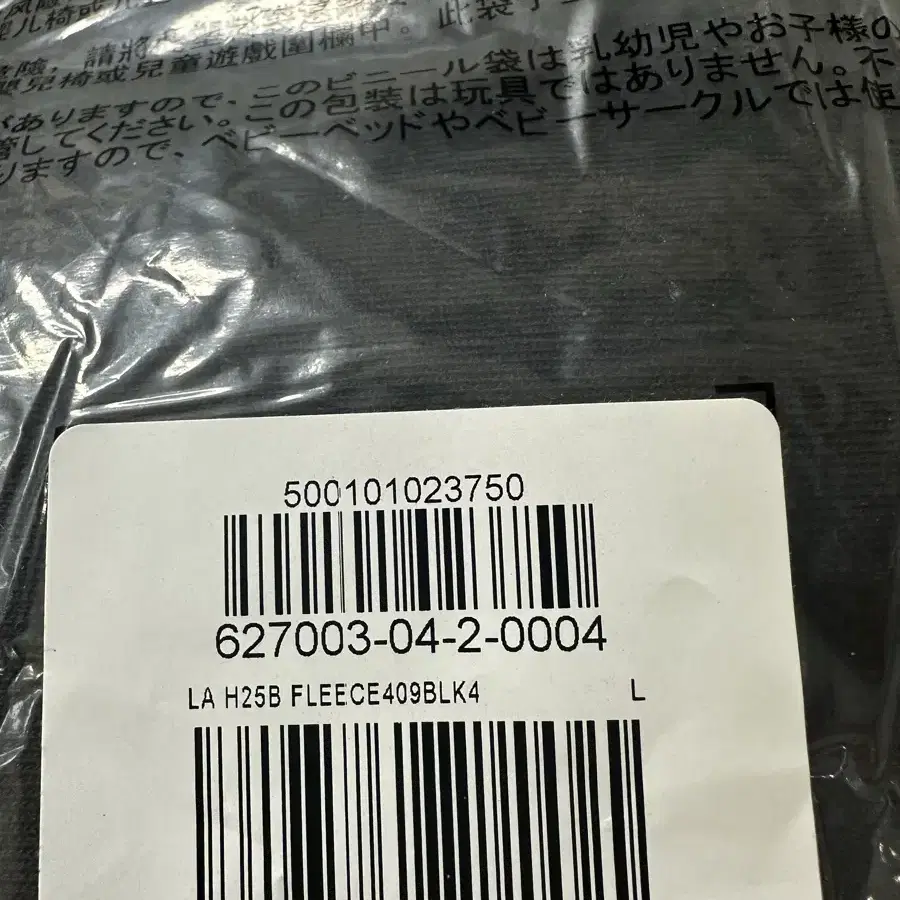 請將
嬰兒椅或兒童遊戲圍欄中。此装
がありますので、このビニール袋は乳幼児やお子様の
管してください。この包装は玩具ではありません。不
りますので、ベビーベッドやベビーサークルでは使
500101023750
627003-04-2-0004
LA H25B FLEECE409BLK4 L